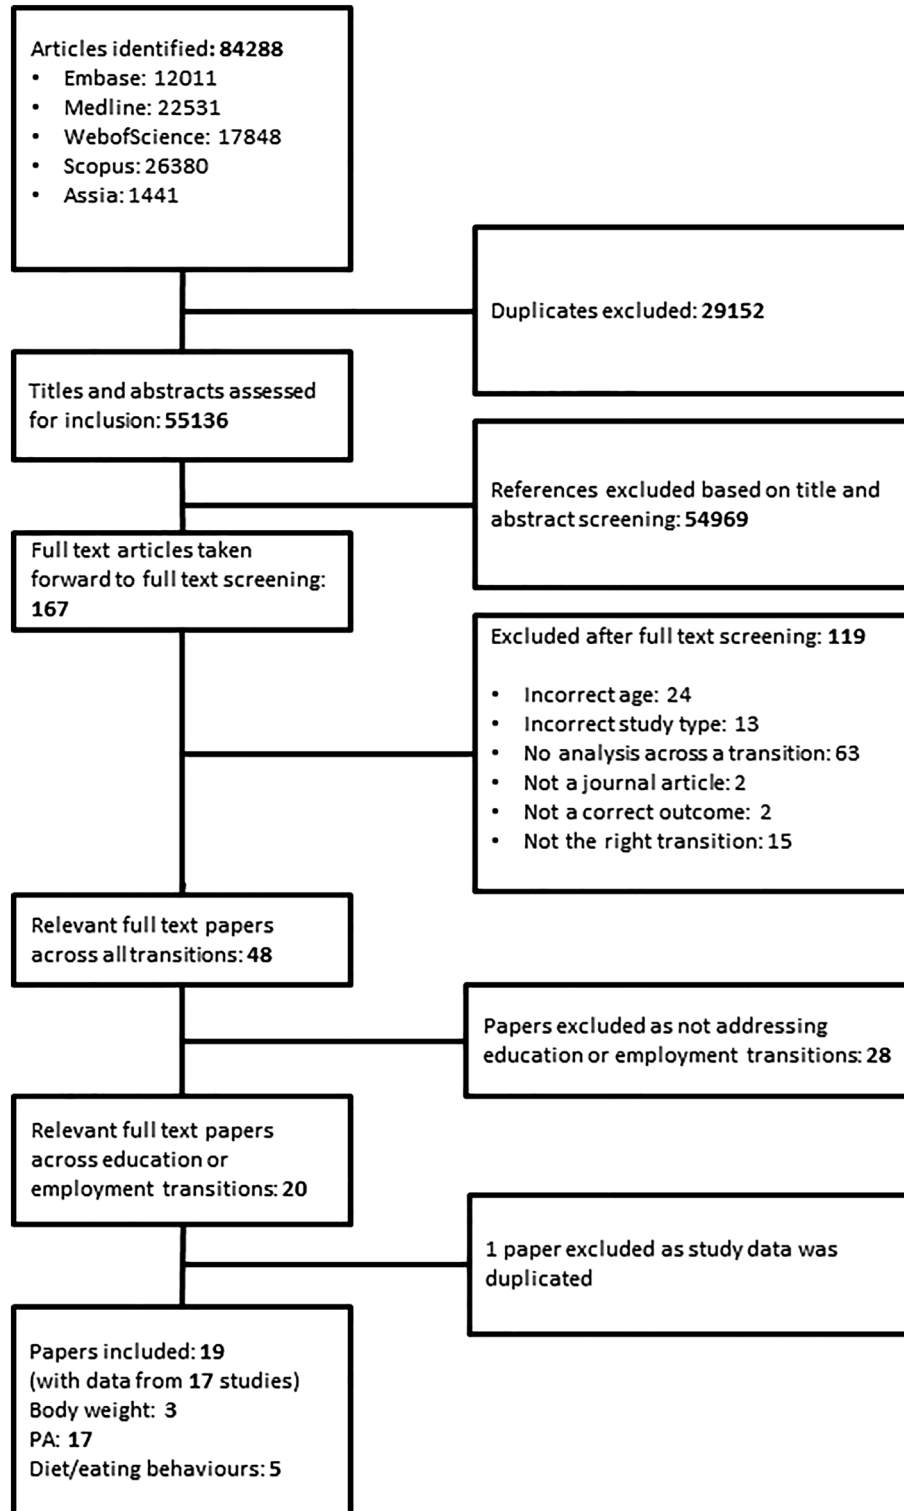 Articles identified: 84288
• Embase: 12011
• Medline: 22531
• WebofScience: 17848
• Scopus: 26380
• Assia: 1441
Duplicates excluded: 29152
Titles and abstracts assessed
for inclusion: 55136
References excluded based on title and
abstract screening: 54969
Full text articles taken
forward to full text screening:
167
Excluded after full text screening: 119
• Incorrect age: 24
• Incorrect study type: 13
• No analysis across a transition: 63
• Not a journal article: 2
• Not a correct outcome: 2
• Not the right transition: 15
Relevant full text papers
across all transitions: 48
Papers excluded as not addressing
education or employment transitions: 28
Relevant full text papers
across education or
employment transitions: 20
1 paper excluded as study data was
duplicated
Papers included: 19
(with data from 17 studies)
Body weight: 3
PA: 17
Diet/eating behaviours: 5